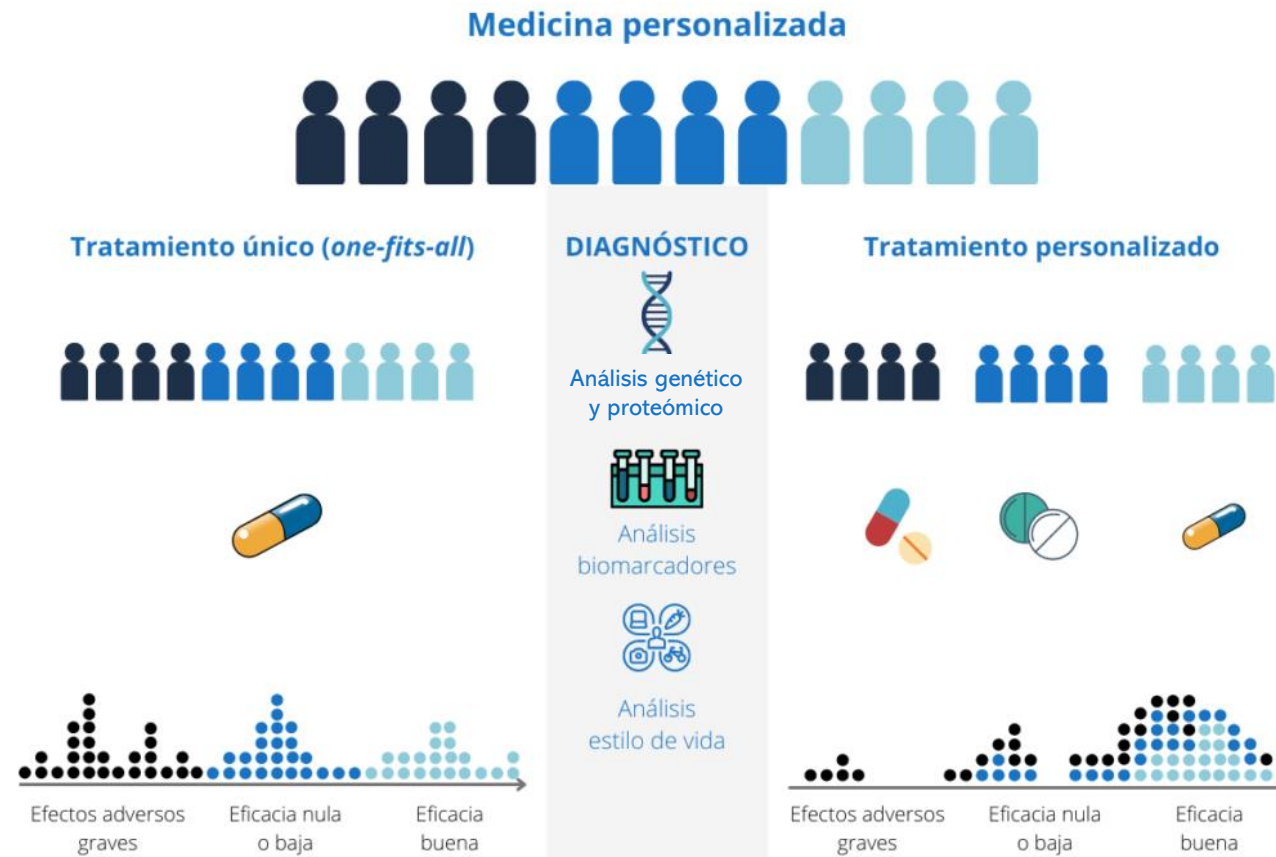 Medicina personalizada
Tratamiento único (one-fits-all)
DIAGNÓSTICO
Tratamiento personalizado
Análisis genético
y proteómico
Análisis
biomarcadores
Análisis
estilo de vida
Efectos adversos
graves
Eficacia nula
o baja
Eficacia
buena
Efectos adversos
graves
Eficacia nula
o baja
Eficacia
buena